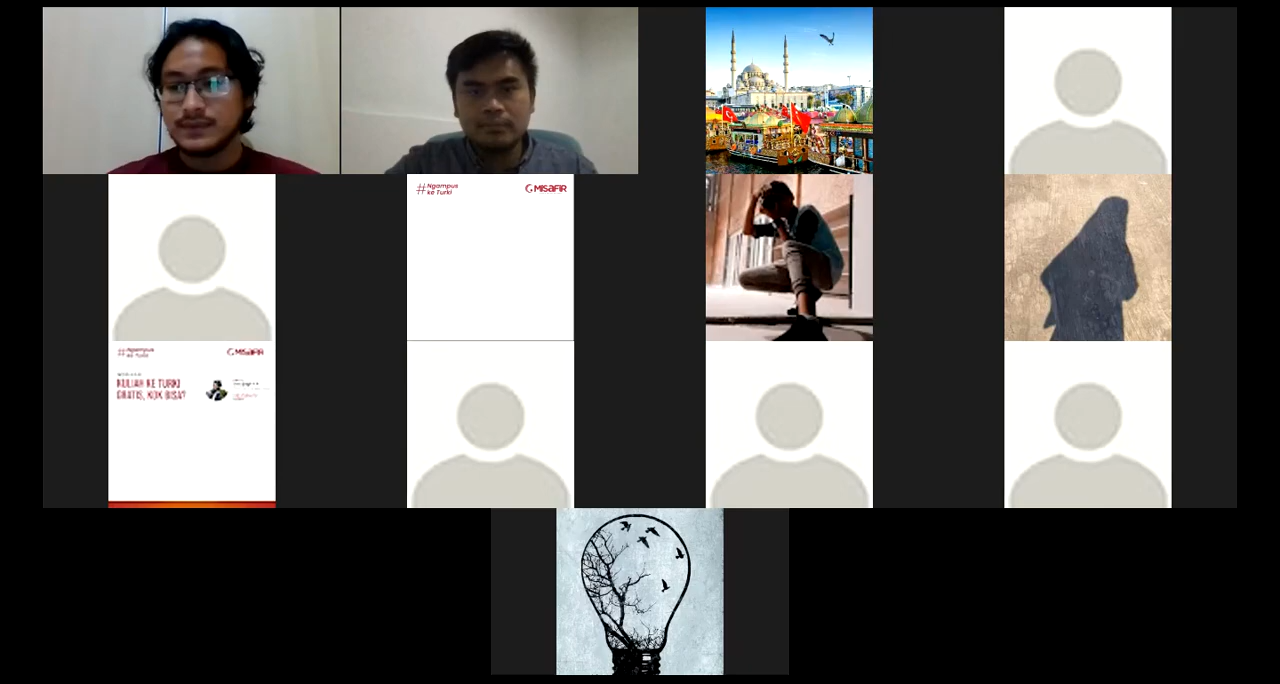 #Ngampus
ke Turki
MISAFIR
#Ngampus
ke Turki
MISAFIR
KULIAH KE TURKI
GRATIS, KOK BISA?